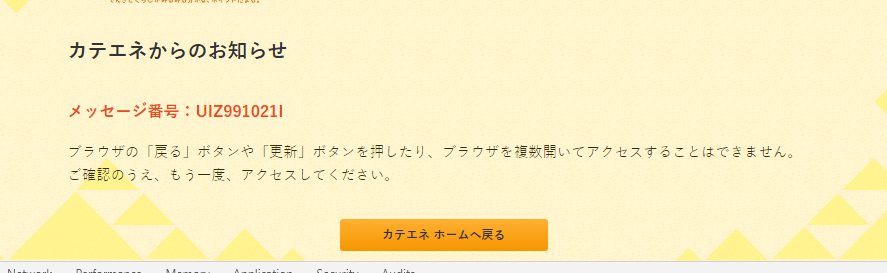 カテエネからのお知らせ
メッセージ番号：UIZ991021I
ブラウザの「戻る」ボタンや「更新」ボタンを押したり、ブラウザを複数開いてアクセスすることはできません。
ご確認のうえ、もう一度、アクセスしてください。
カテエネ ホームへ戻る
Network Performance Memory Application Security Audits